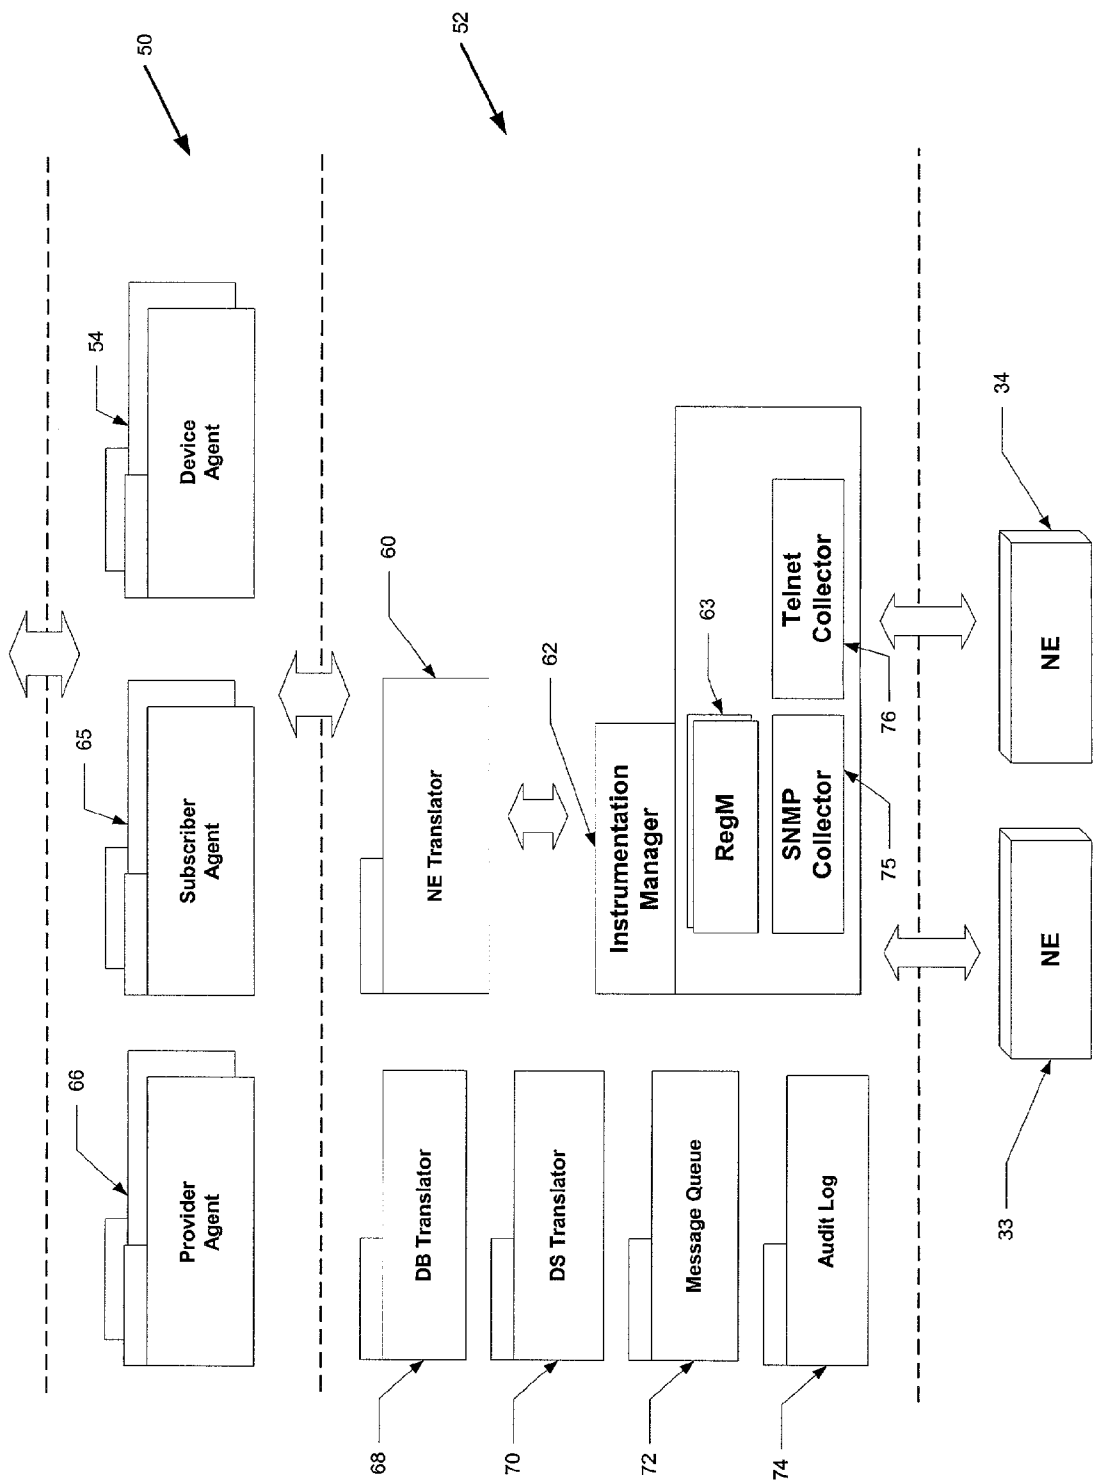 50
52
66
65
54
Provider
Agent
Subscriber
Agent
Device
Agent
68
DB Translator
NE Translator
60
70
DS Translator
62
72
Message Queue
Instrumentation
Manager
RegM
63
74
Audit Log
SNMP
Collector
Telnet
Collector
75
76
33
NE
NE
34